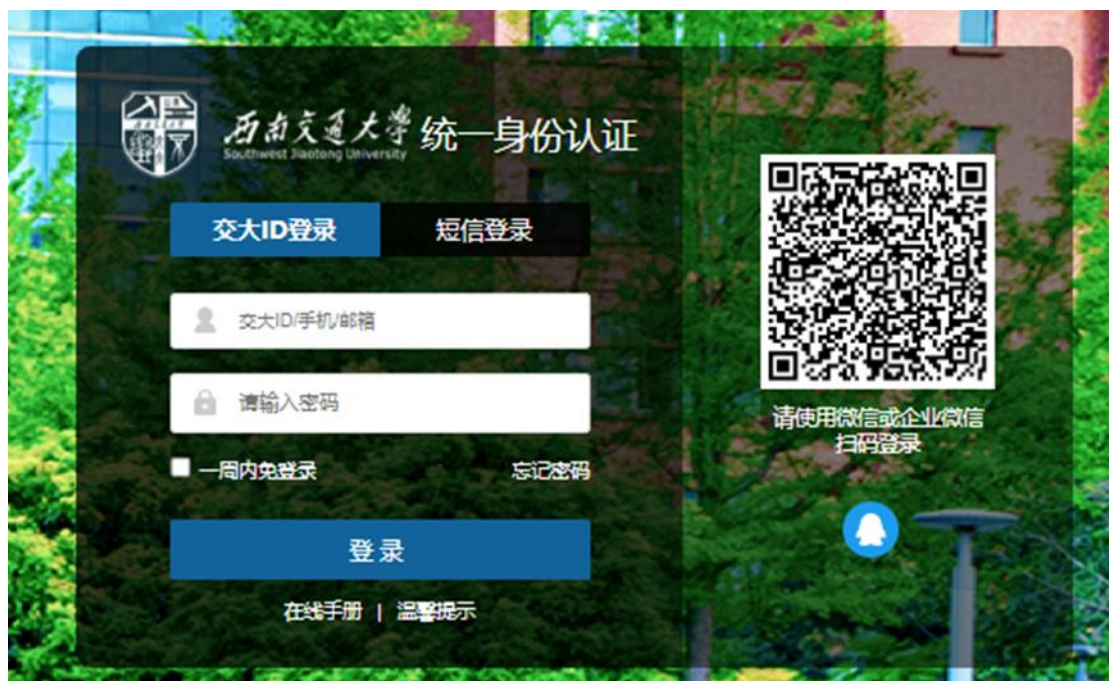 西南交通大学
Southwest Jiaotong University
统一身份认证
交大ID登录
短信登录
交大ID/手机/邮箱
请输入密码
一周内免登录
忘记密码
登录
在线手册 | 温馨提示
请使用微信或企业微信
扫码登录